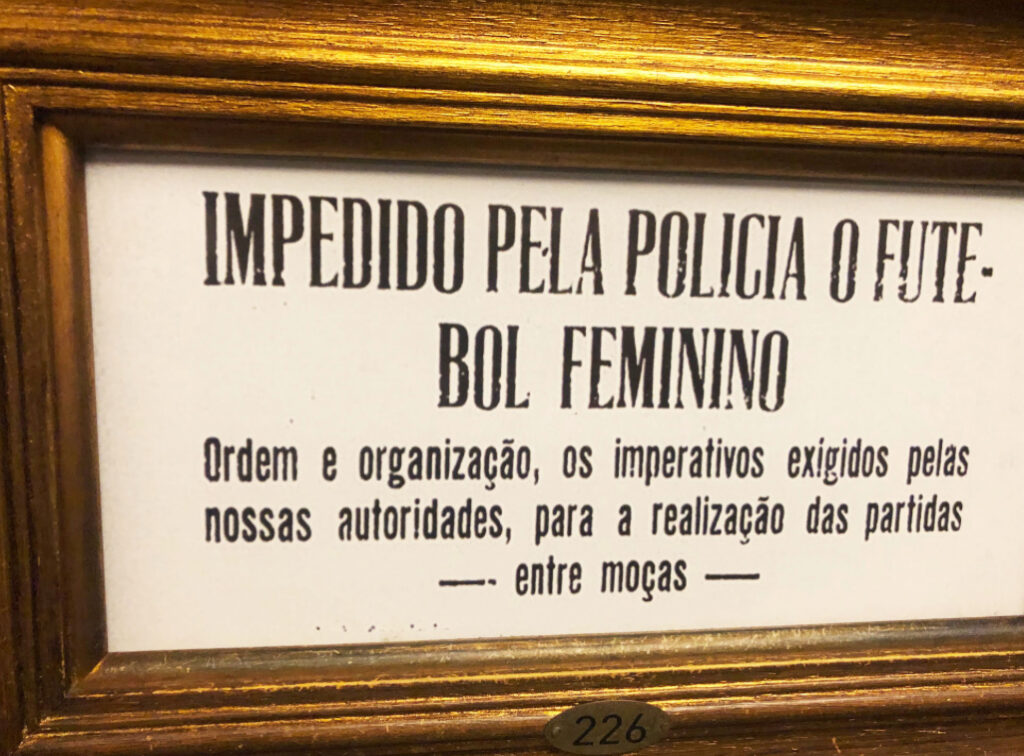 IMPEDIDO PELA POLICIA O FUTE-
BOL FEMININO
Ordem e organização, os imperativos exigidos pelas
nossas autoridades, para a realização das partidas
—- entre moças —
226